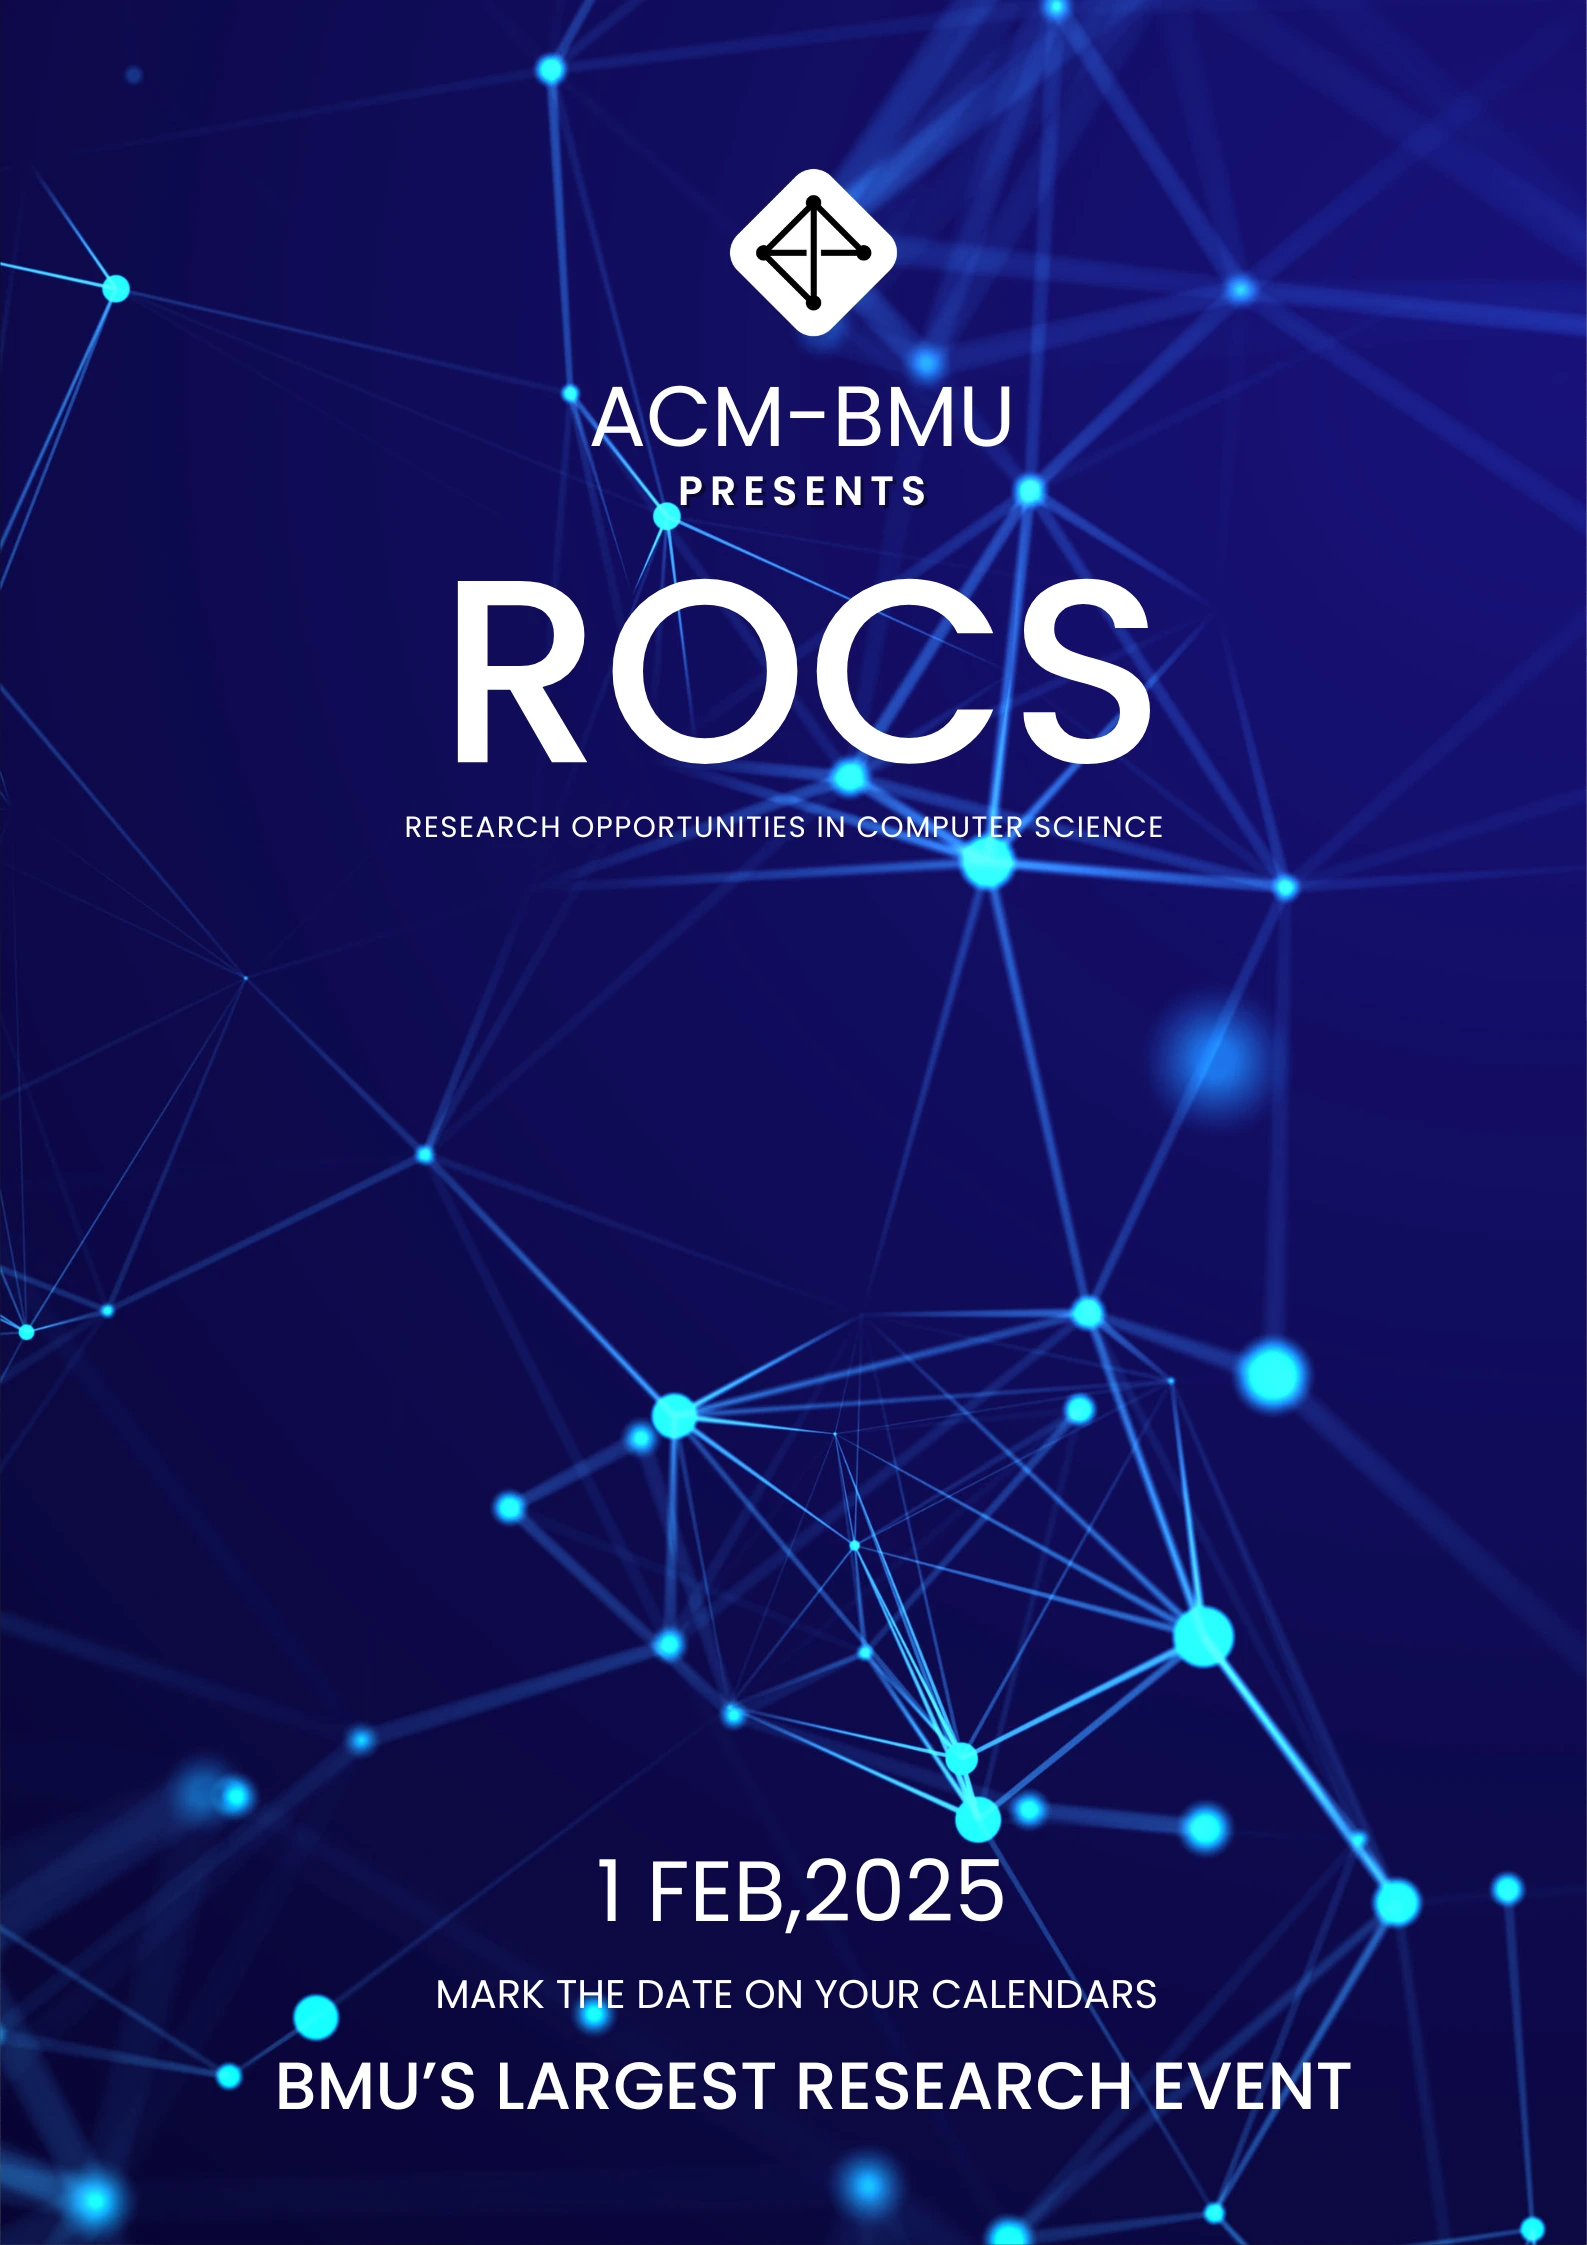 ACM-BMU
PRESENTS
ROCS
RESEARCH OPPORTUNITIES IN COMPUTER SCIENCE
1 FEB,2025
MARK THE DATE ON YOUR CALENDARS
BMU’S LARGEST RESEARCH EVENT